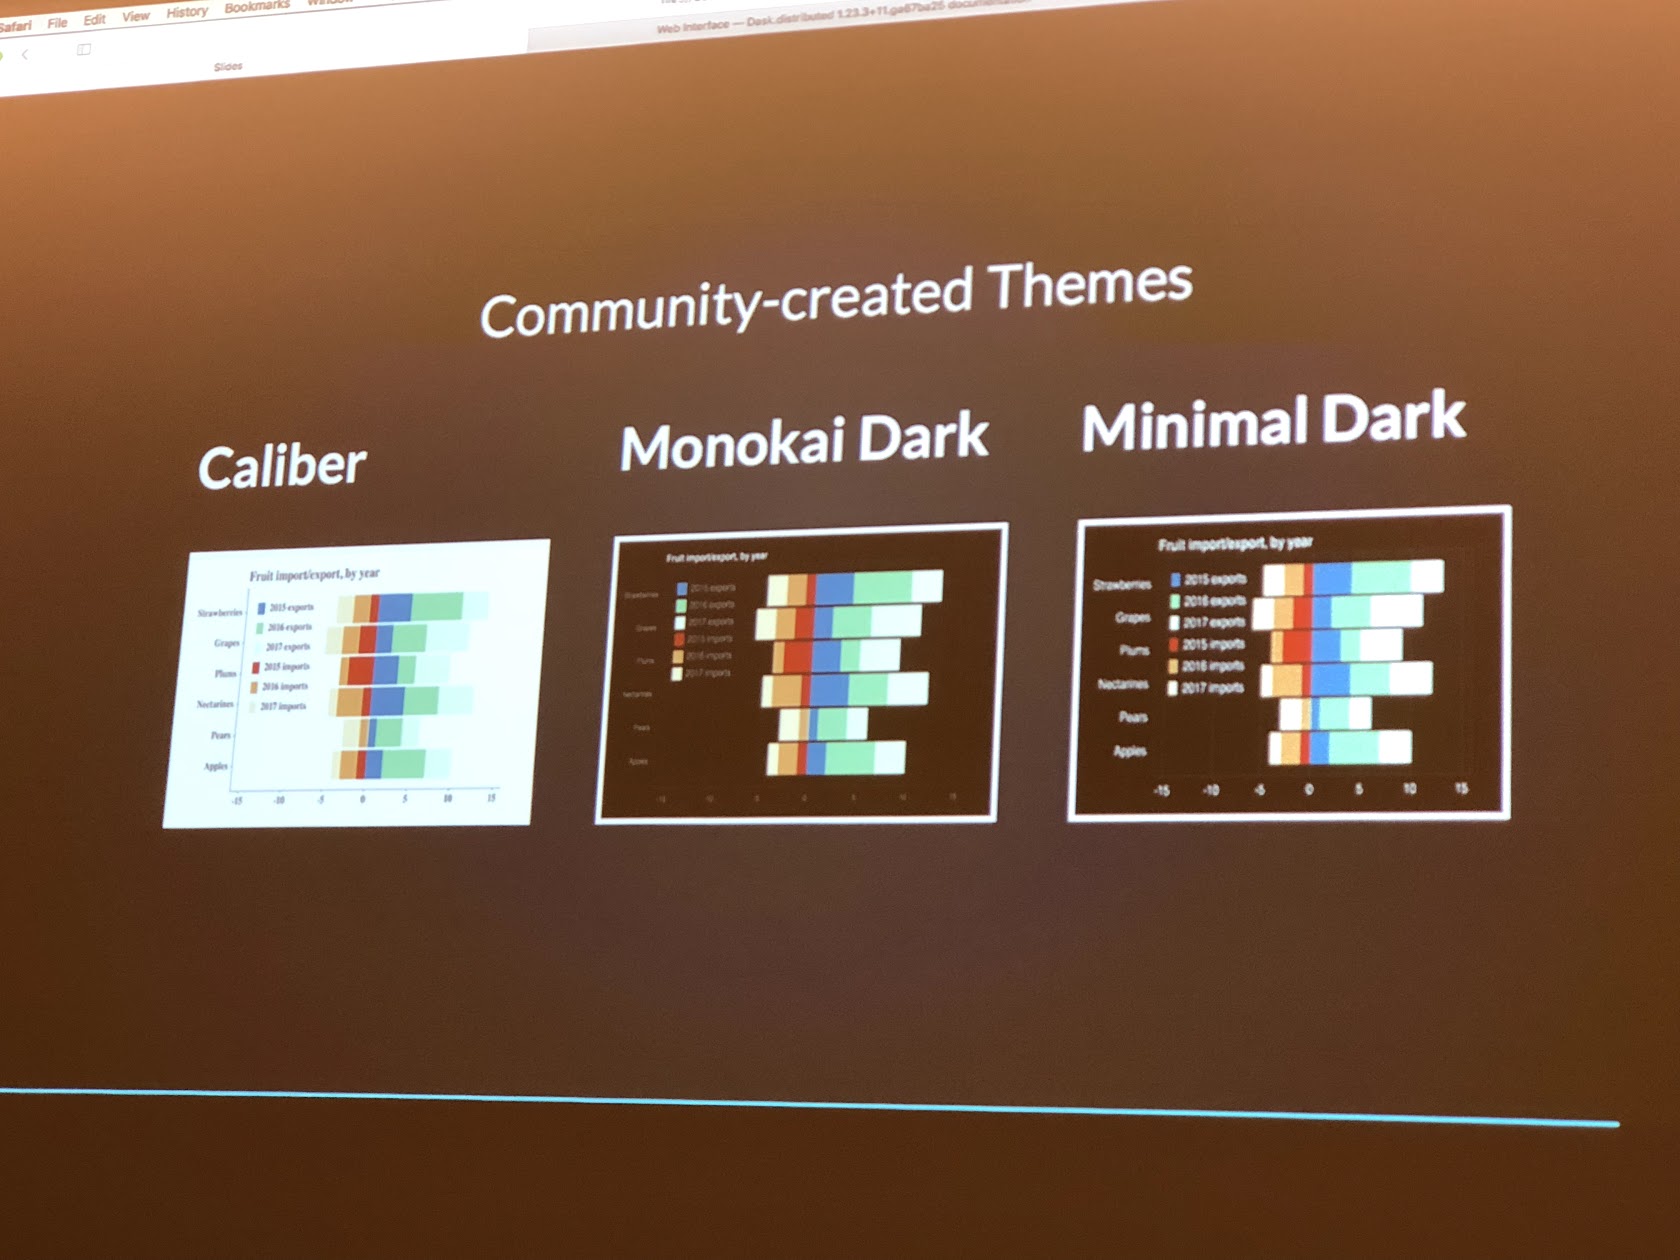 Safari File Edit View History Bookmarks Window
Web Interface — Dask.distributed 1.23.3+11.ga67ba25 documentation
Slides
Community-created Themes
Caliber
Monokai Dark
Minimal Dark
Fruit import/export, by year
Strawberries
Grapes
Plums
Nectarines
Pears
Apples
2015 exports
2016 exports
2017 exports
2015 imports
2016 imports
2017 imports
-15 -10 -5 0 5 10 15
Fruit import/export, by year
Strawberries
Grapes
Plums
Nectarines
Pears
Apples
2015 exports
2016 exports
2017 exports
2015 imports
2016 imports
2017 imports
-15 -10 -5 0 5 10 15
Fruit import/export, by year
Strawberries
Grapes
Plums
Nectarines
Pears
Apples
2015 exports
2016 exports
2017 exports
2015 imports
2016 imports
2017 imports
-15 -10 -5 0 5 10 15